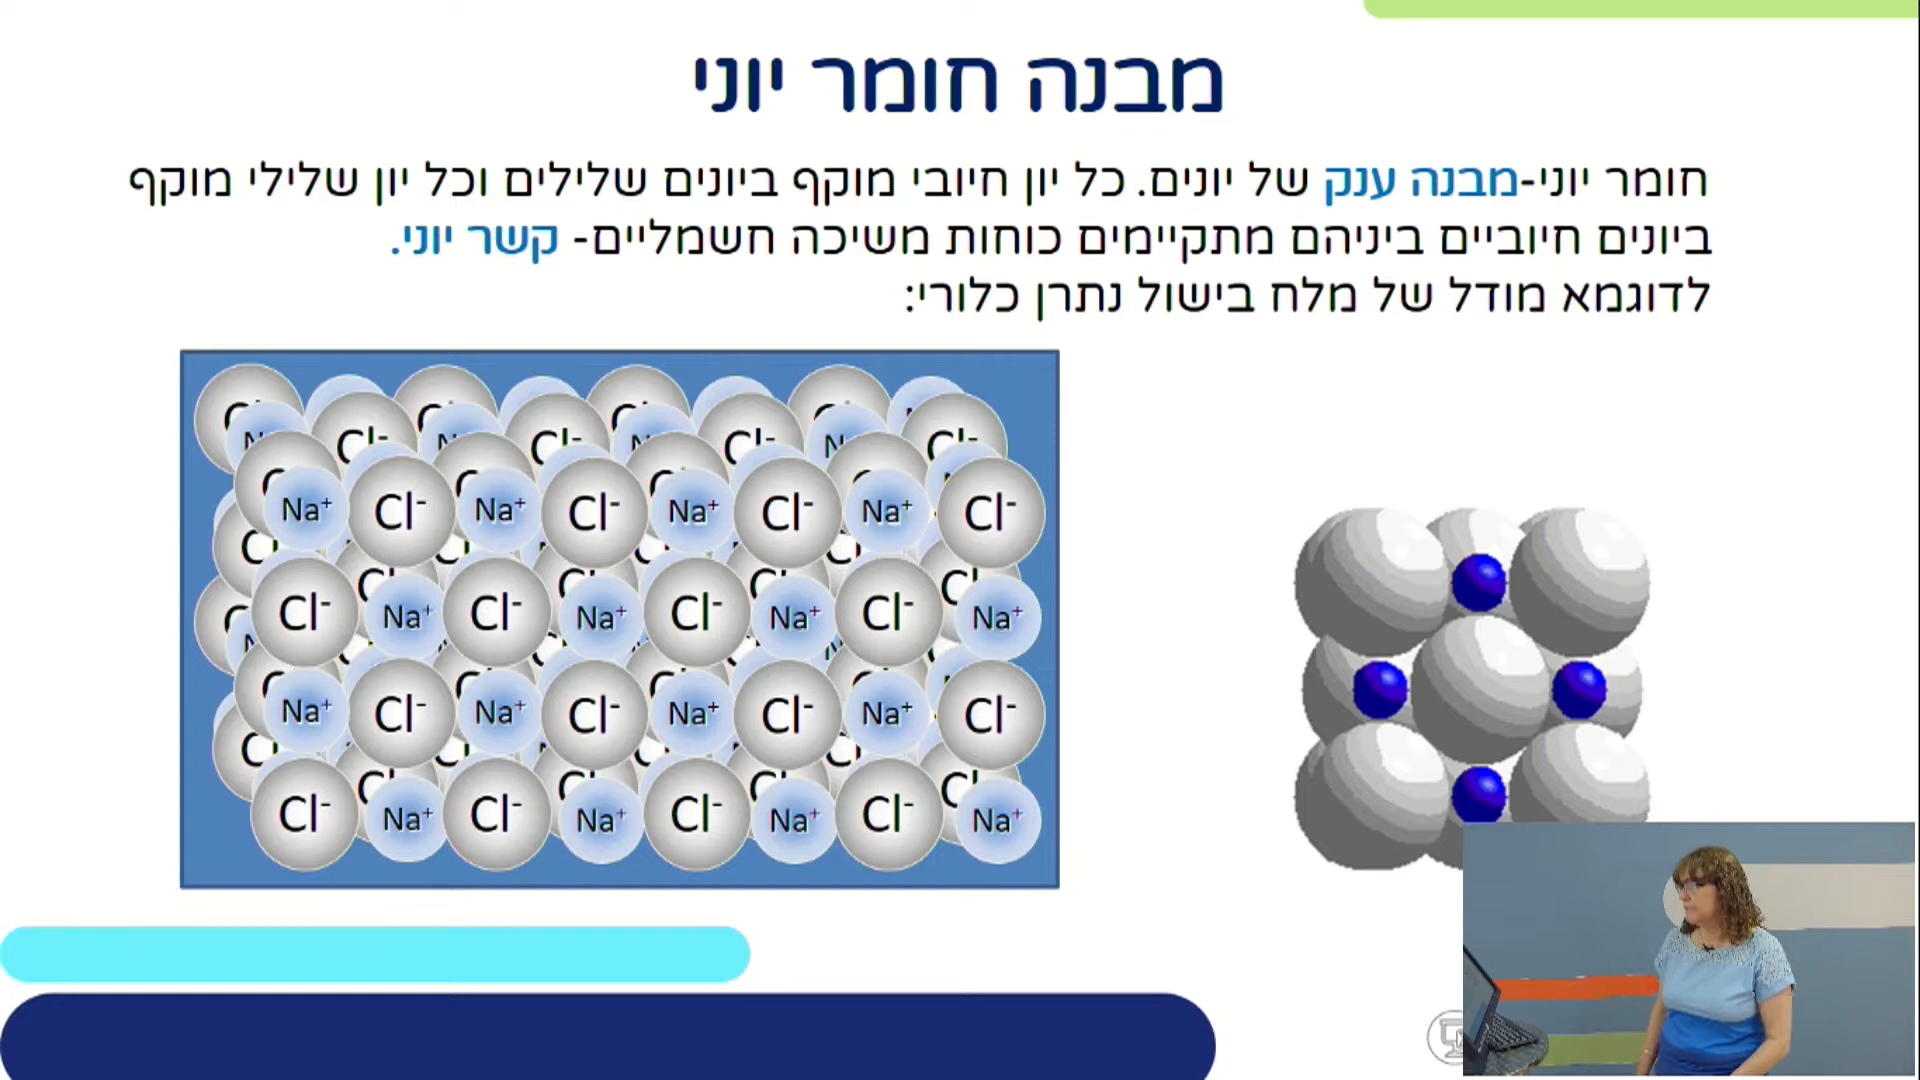 מבנה חומר יוני
חומר יוני-מבנה ענק של יונים. כל יון חיובי מוקף ביונים שלילים וכל יון שלילי מוקף
ביונים חיוביים ביניהם מתקיימים כוחות משיכה חשמליים- קשר יוני.
לדוגמא מודל של מלח בישול נתרן כלורי:
Cl- Cl- Cl- Cl-
Na+ Cl- Na+ Cl- Na+ Cl- Na+ Cl-
Cl- Na+ Cl- Na+ Cl- Na+ Cl- Na+
Na+ Cl- Na+ Cl- Na+ Cl- Na+ Cl-
Cl- Na+ Cl- Na+ Cl- Na+ Cl- Na+